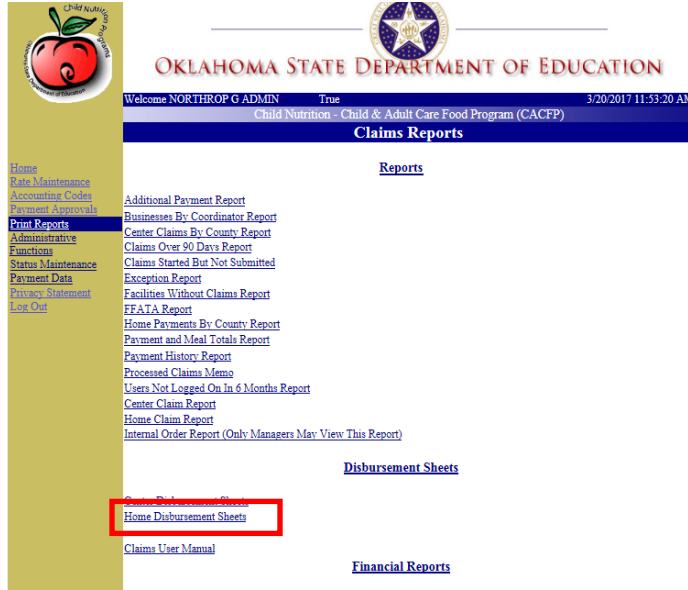 Child Nutrition Programs
OKLAHOMA STATE DEPARTMENT OF EDUCATION
Welcome NORTHROP G ADMIN True 3/20/2017 11:53:20 AM
Child Nutrition - Child & Adult Care Food Program (CACFP)
Claims Reports
Home
Rate Maintenance
Accounting Codes
Payment Approvals
Print Reports
Administrative
Functions
Status Maintenance
Payment Data
Privacy Statement
Log Out
Reports
Additional Payment Report
Businesses By Coordinator Report
Center Claims By County Report
Claims Over 90 Days Report
Claims Started But Not Submitted
Exception Report
Facilities Without Claims Report
FFATA Report
Home Payments By County Report
Payment and Meal Totals Report
Payment History Report
Processed Claims Memo
Users Not Logged On In 6 Months Report
Center Claim Report
Home Claim Report
Internal Order Report (Only Managers May View This Report)
Disbursement Sheets
Center Disbursement Sheets
Home Disbursement Sheets
Claims User Manual
Financial Reports